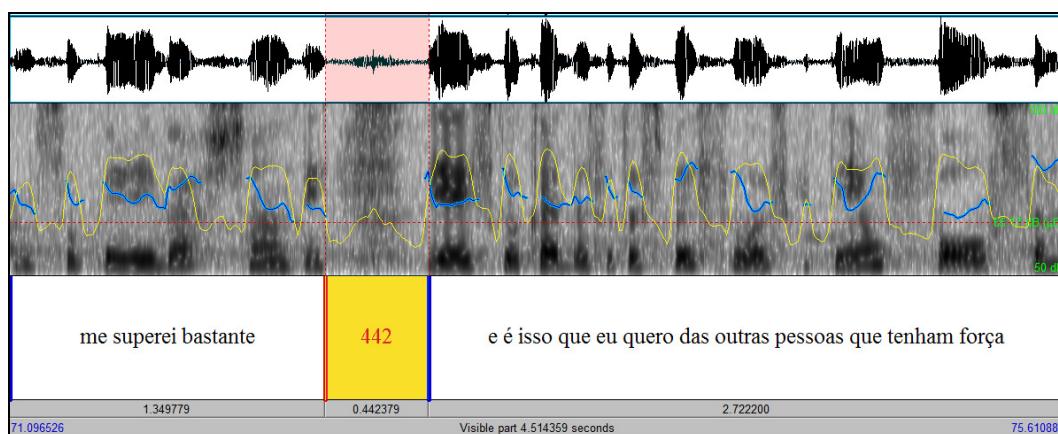 50 d
me superei bastante
442
e é isso que eu quero das outras pessoas que tenham força
1.349779
0.442379
2.722200
71.096526
Visible part 4.514359 seconds
75.61088